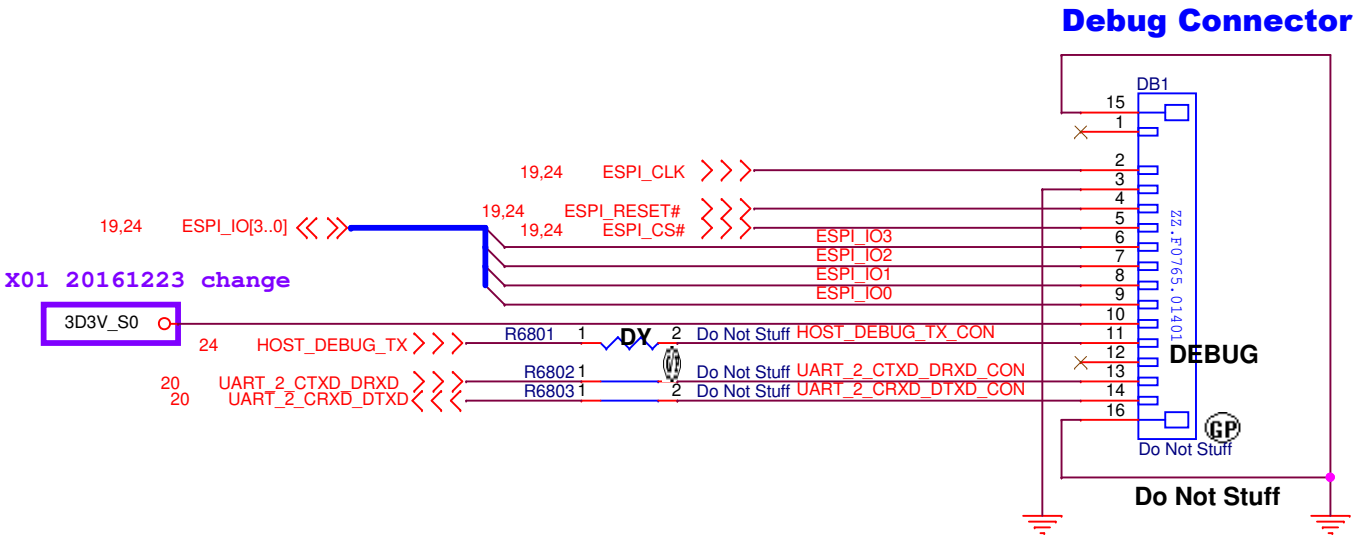 Debug Connector
DB1
15
1
19,24 ESPI_CLK 2
3
19,24 ESPI_RESET# 4
19,24 ESPI_CS# 5
19,24 ESPI_IO[3..0] ESPI_IO3 6
ESPI_IO2 7
ESPI_IO1 8
ESPI_IO0 9
ZZ.F0765.01401
X01 20161223 change
3D3V_S0 10
24 HOST_DEBUG_TX R6801 1 DY 2 Do Not Stuff HOST_DEBUG_TX_CON 11
12 DEBUG
20 UART_2_CTXD_DRXD R6802 1 Do Not Stuff UART_2_CTXD_DRXD_CON 13
20 UART_2_CRXD_DTXD R6803 1 2 Do Not Stuff UART_2_CRXD_DTXD_CON 14
16
GP
Do Not Stuff
Do Not Stuff